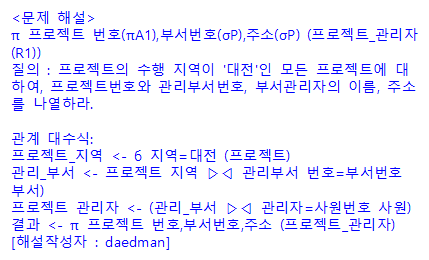 <문제 해설>
π 프로젝트 번호(πA1),부서번호(σP),주소(σP) (프로젝트_관리자
(R1))
질의 : 프로젝트의 수행 지역이 '대전'인 모든 프로젝트에 대
하여, 프로젝트번호와 관리부서번호, 부서관리자의 이름, 주소
를 나열하라.

관계 대수식:
프로젝트_지역 <- 6 지역=대전 (프로젝트)
관리_부서 <- 프로젝트 지역 ▷◁ 관리부서 번호=부서번호
부서)
프로젝트 관리자 <- (관리_부서 ▷◁ 관리자=사원번호 사원)
결과 <- π 프로젝트 번호,부서번호,주소 (프로젝트_관리자)
[해설작성자 : daedman]